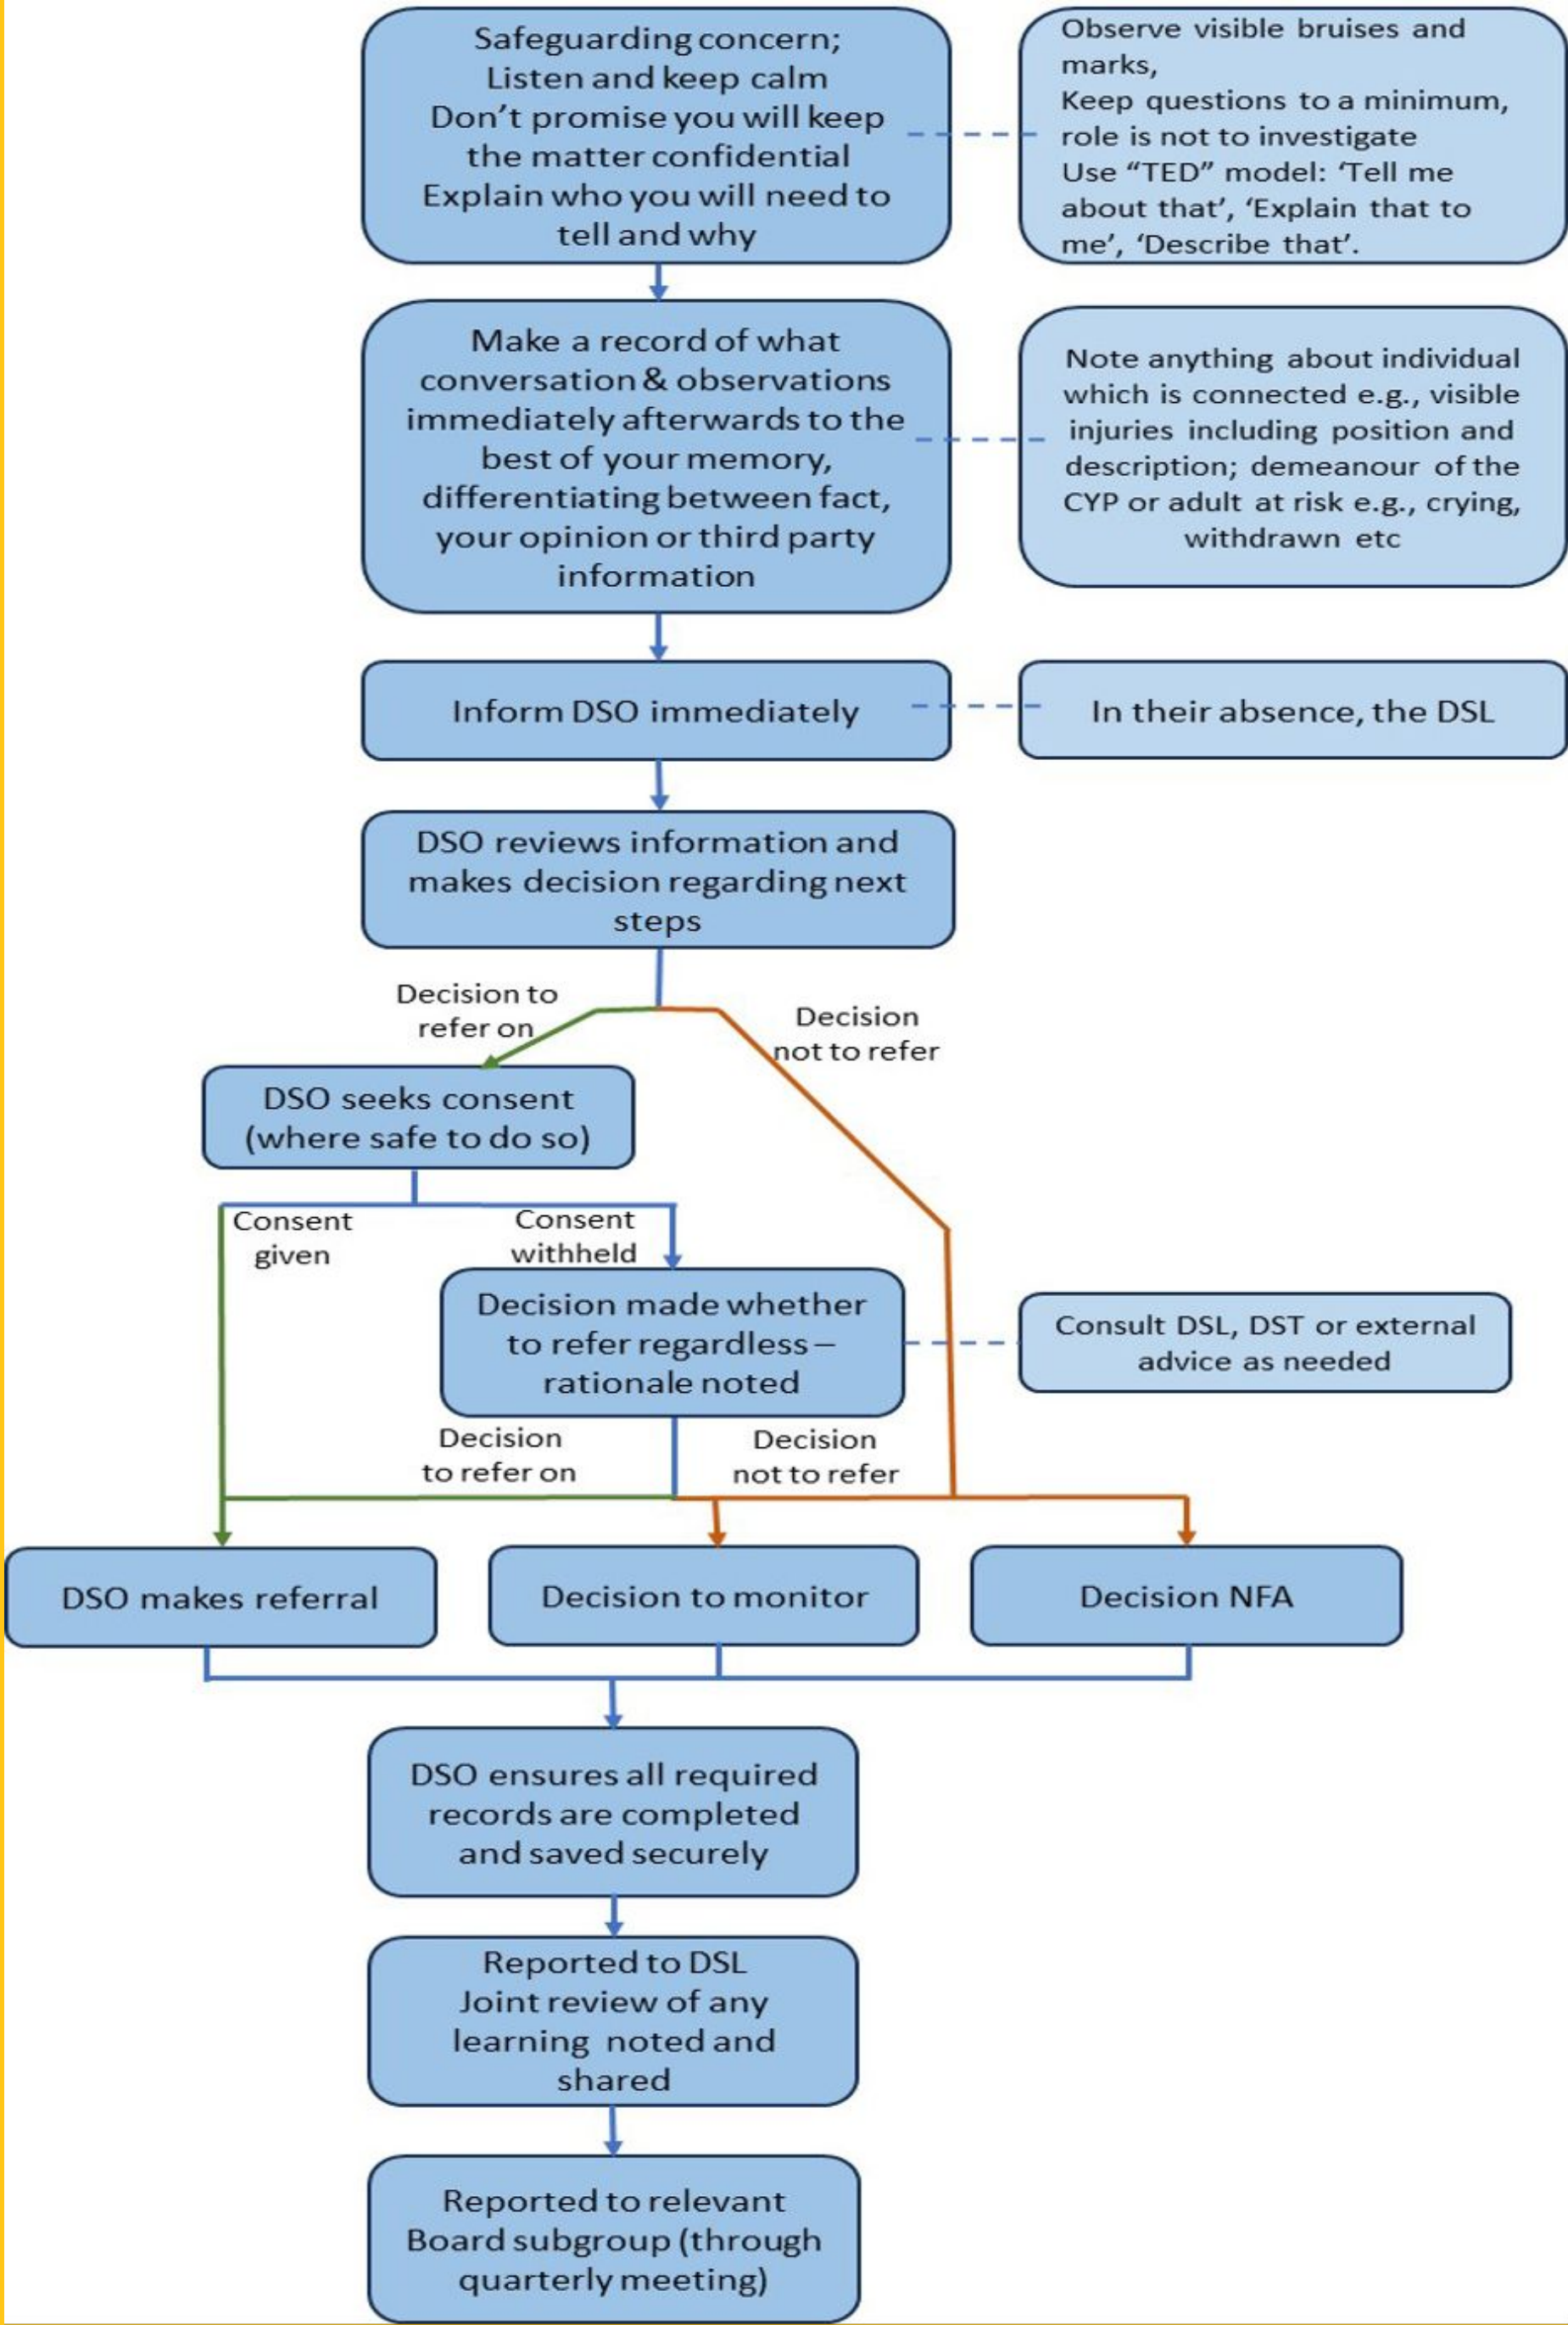 Safeguarding concern;
Listen and keep calm
Don't promise you will keep
the matter confidential
Explain who you will need to
tell and why
Observe visible bruises and
marks,
Keep questions to a minimum,
role is not to investigate
Use “TED” model: ‘Tell me
about that’, ‘Explain that to
me’, ‘Describe that’.
Make a record of what
conversation & observations
immediately afterwards to the
best of your memory,
differentiating between fact,
your opinion or third party
information
Note anything about individual
which is connected e.g., visible
injuries including position and
description; demeanour of the
CYP or adult at risk e.g., crying,
withdrawn etc
Inform DSO immediately
In their absence, the DSL
DSO reviews information and
makes decision regarding next
steps
Decision to
refer on
Decision
not to refer
DSO seeks consent
(where safe to do so)
Consent
given
Consent
withheld
Decision made whether
to refer regardless –
rationale noted
Consult DSL, DST or external
advice as needed
Decision
to refer on
Decision
not to refer
DSO makes referral
Decision to monitor
Decision NFA
DSO ensures all required
records are completed
and saved securely
Reported to DSL
Joint review of any
learning noted and
shared
Reported to relevant
Board subgroup (through
quarterly meeting)